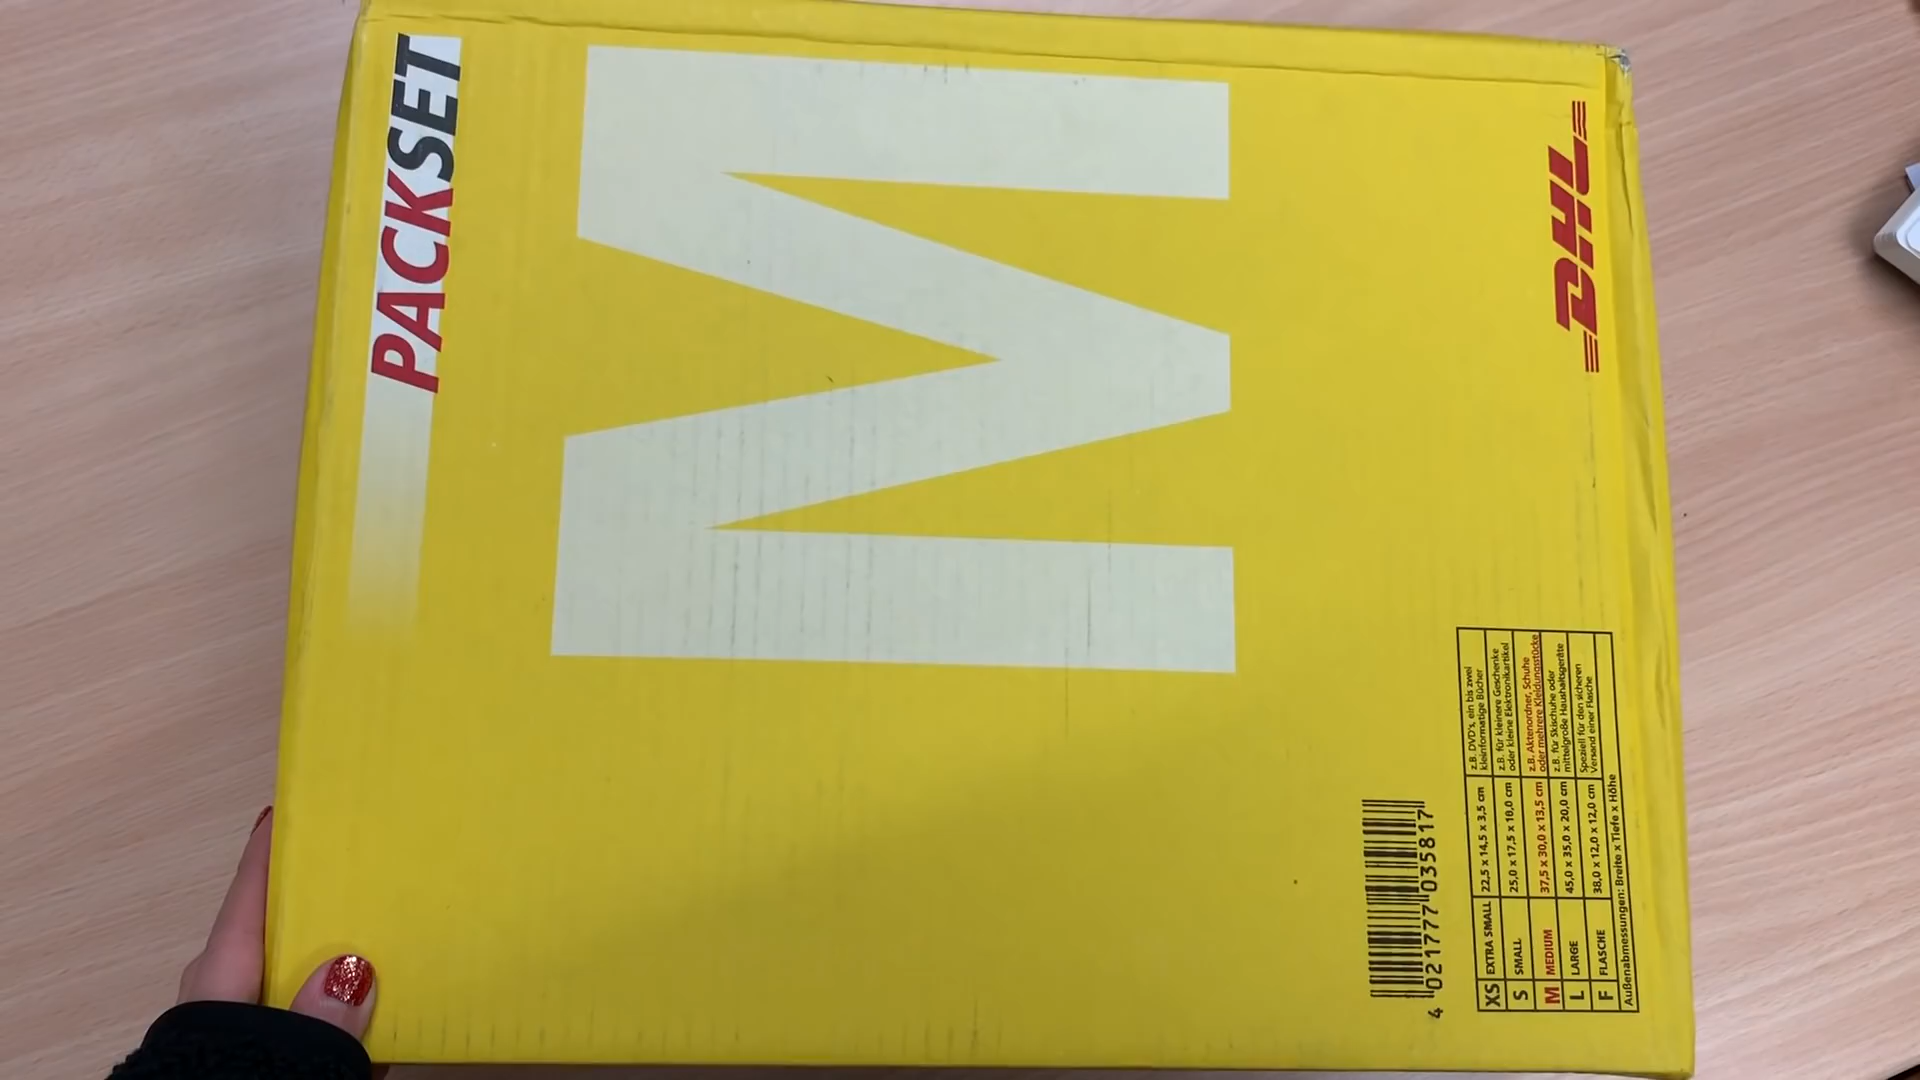 PACKSET
M
DHL
4 021777 035817
XS EXTRA SMALL 22,5 x 14,5 x 3,5 cm z.B. DVD's, ein bis zwei kleinformatige Bücher
S SMALL 25,0 x 17,5 x 10,0 cm z.B. für kleinere Geschenke oder kleine Elektronikartikel
M MEDIUM 37,5 x 30,0 x 13,5 cm z.B. Aktenordner, Schuhe oder mehrere Kleidungsstücke
L LARGE 45,0 x 35,0 x 20,0 cm z.B. für Skischuhe oder mittelgroße Haushaltsgeräte
F FLASCHE 38,0 x 12,0 x 12,0 cm Speziell für den sicheren Versand einer Flasche
Außenabmessungen: Breite x Tiefe x Höhe